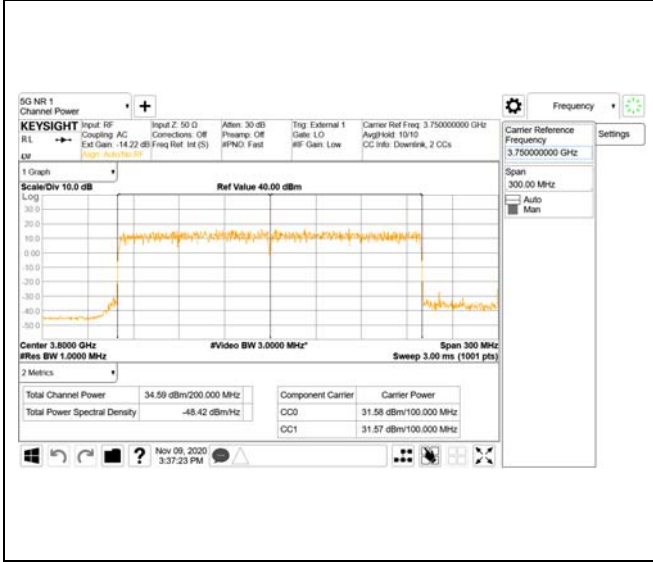 5G NR 1
Channel Power
Frequency
KEYSIGHT
RL
Input: RF
Coupling: AC
Ext Gain: -14.22 dB
Align: Auto/No RF
Input Z: 50 Ω
Corrections: Off
Freq Ref: Int (S)
Atten: 30 dB
Preamp: Off
#PNO: Fast
Trig: External 1
Gate: LO
#IF Gain: Low
Carrier Ref Freq: 3.750000000 GHz
Avg|Hold: 10/10
CC Info: Downlink, 2 CCs
Carrier Reference
Frequency
3.750000000 GHz
Settings
Span
300.00 MHz
Auto
Man
1 Graph
Scale/Div 10.0 dB
Ref Value 40.00 dBm
Log
30.0
20.0
10.0
0.00
-10.0
-20.0
-30.0
-40.0
-50.0
Center 3.8000 GHz
#Video BW 3.0000 MHz*
Span 300 MHz
#Res BW 1.0000 MHz
Sweep 3.00 ms (1001 pts)
2 Metrics
Total Channel Power 34.59 dBm/200.000 MHz
Total Power Spectral Density -48.42 dBm/Hz
Component Carrier Carrier Power
CC0 31.58 dBm/100.000 MHz
CC1 31.57 dBm/100.000 MHz
Nov 09, 2020
3:37:23 PM